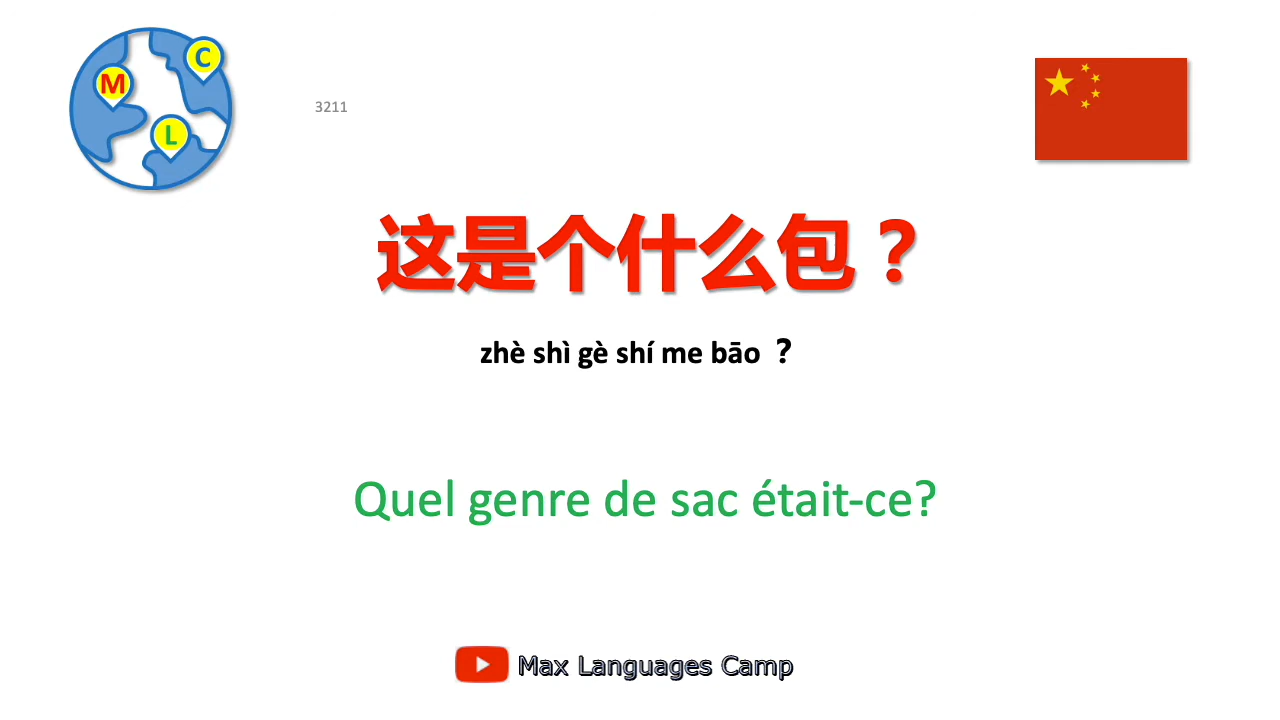 M
C
L
3211
这是个什么包？
zhè shì gè shí me bāo ？
Quel genre de sac était-ce?
Max Languages Camp